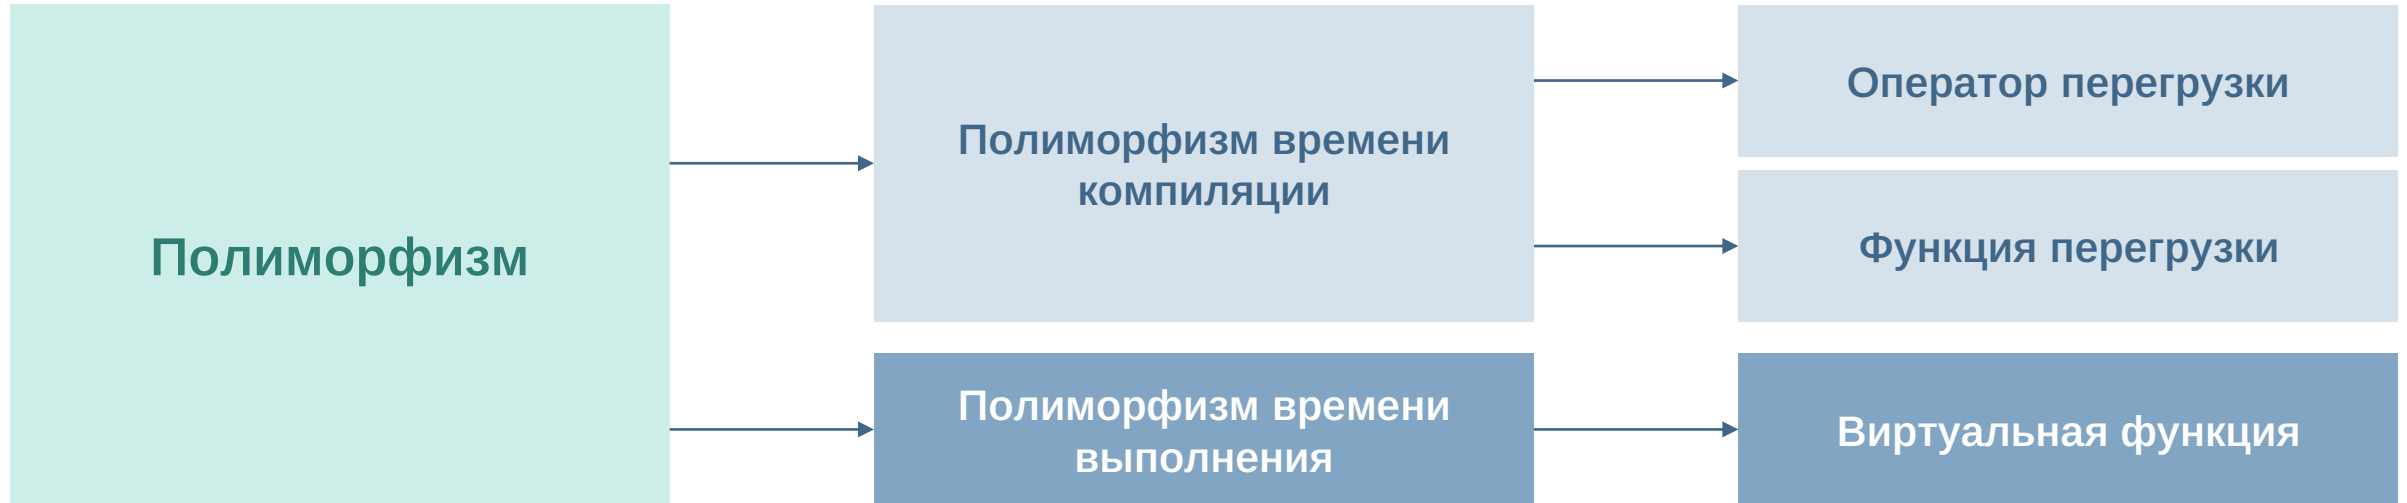 Полиморфизм
Полиморфизм времени
компиляции
Оператор перегрузки
Функция перегрузки
Полиморфизм времени
выполнения
Виртуальная функция